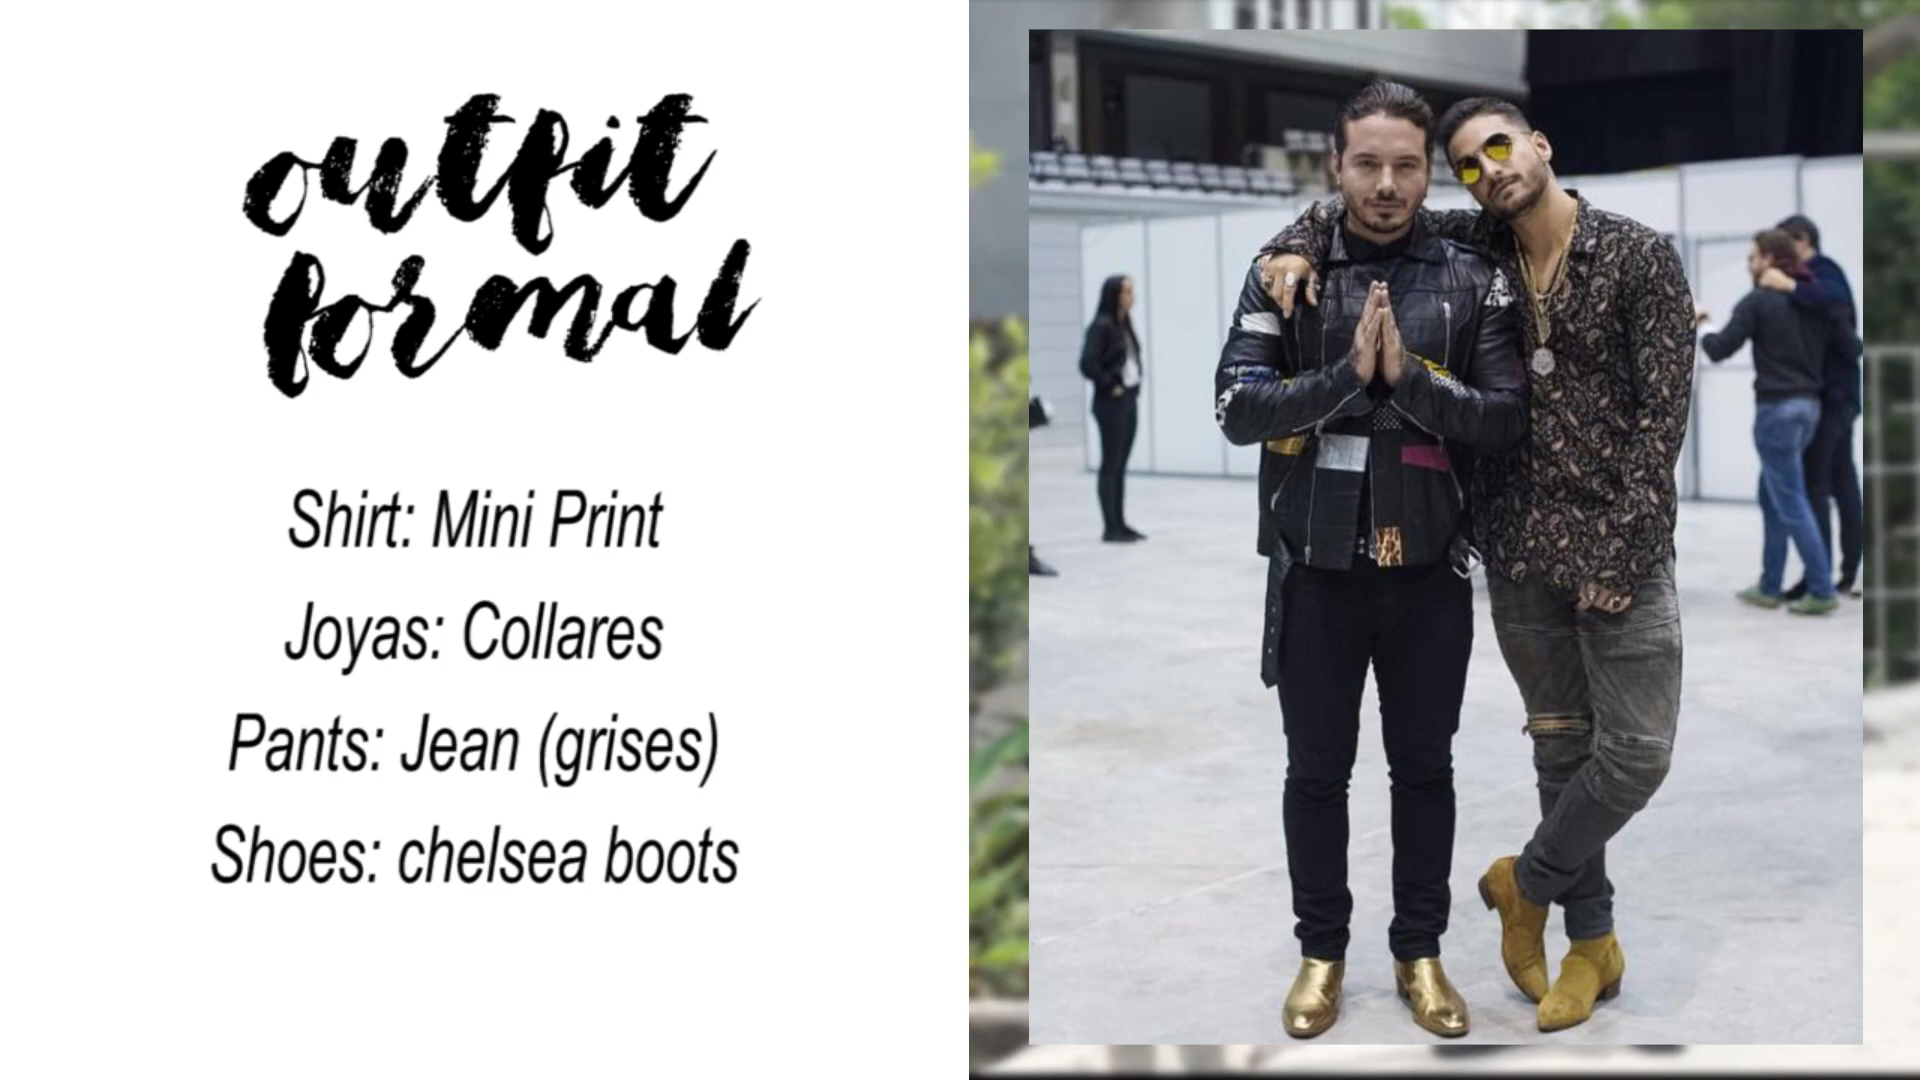 outfit
formal
Shirt: Mini Print
Joyas: Collares
Pants: Jean (grises)
Shoes: chelsea boots